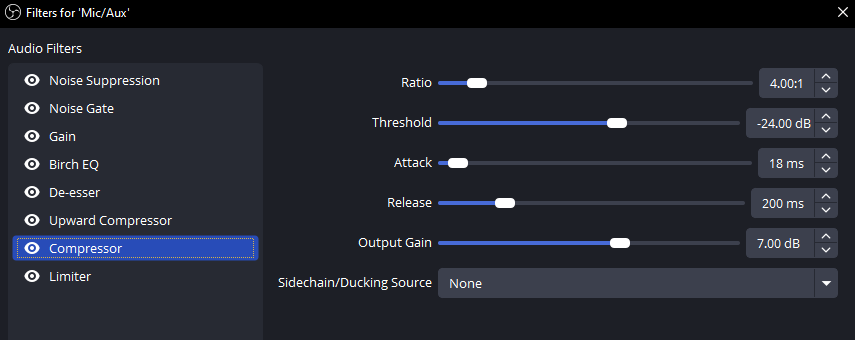 Filters for 'Mic/Aux'
Audio Filters
Noise Suppression
Noise Gate
Gain
Birch EQ
De-esser
Upward Compressor
Compressor
Limiter
Ratio 4.00:1
Threshold -24.00 dB
Attack 18 ms
Release 200 ms
Output Gain 7.00 dB
Sidechain/Ducking Source None